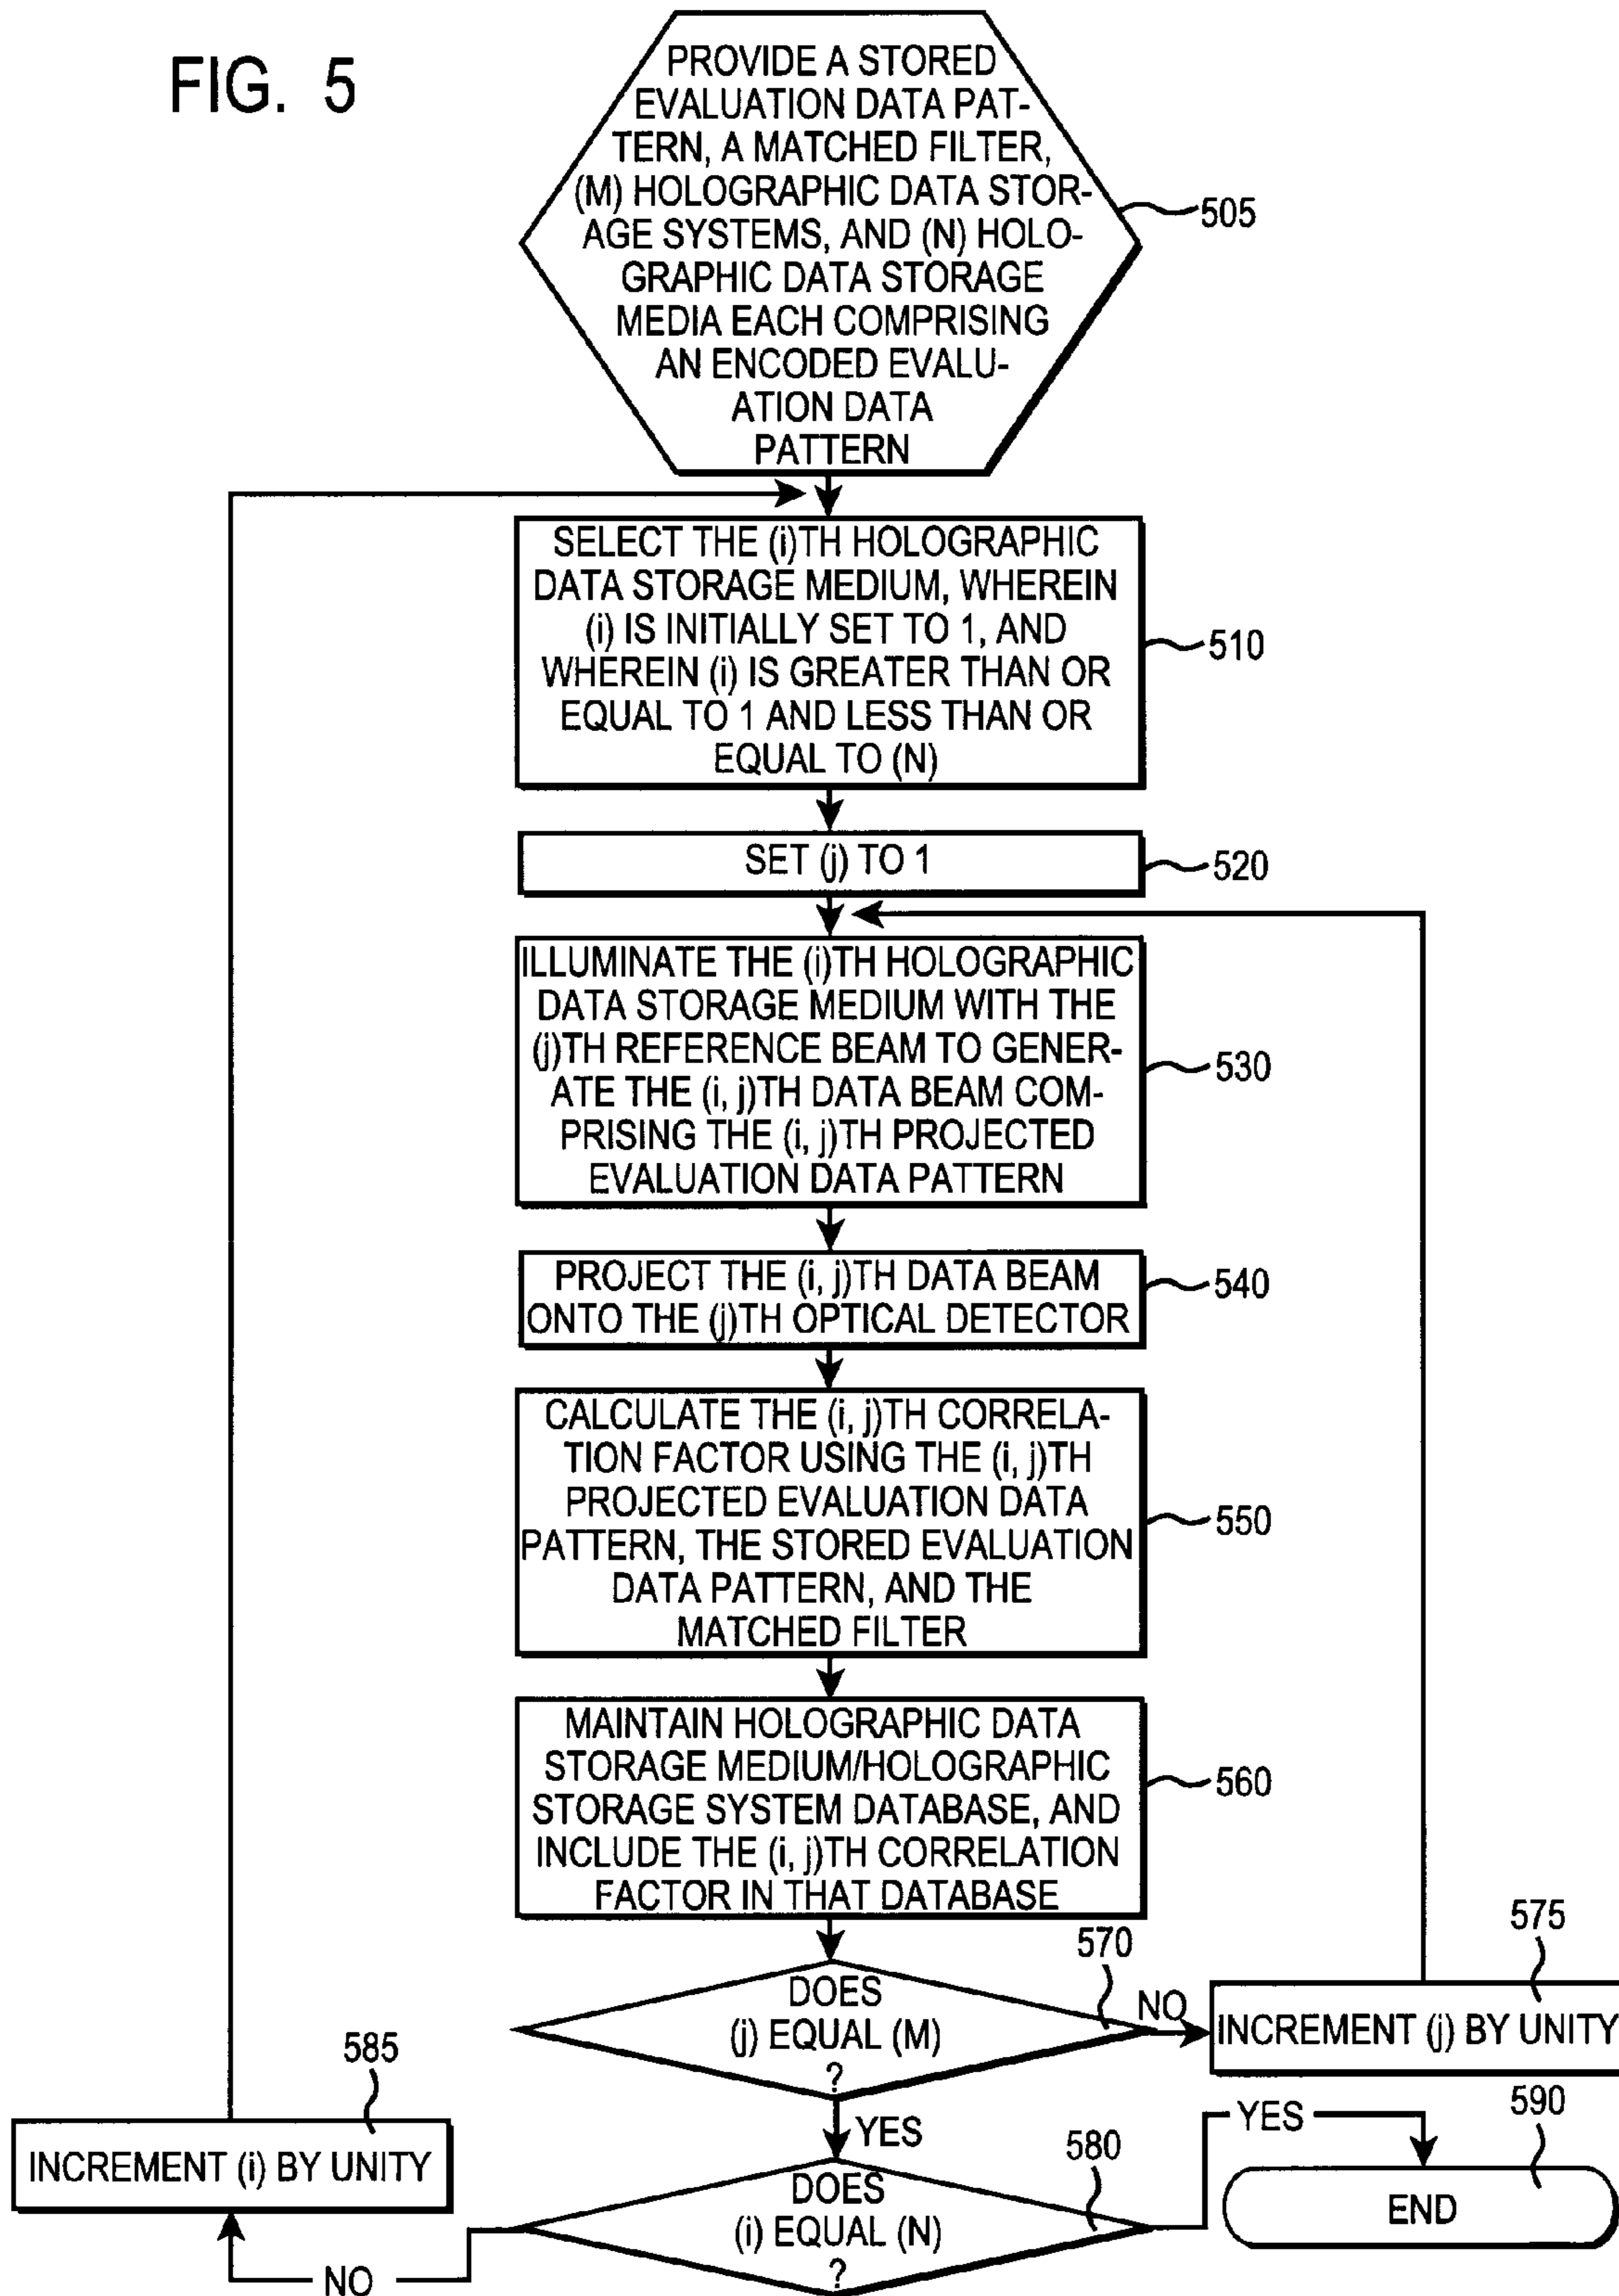 FIG. 5
PROVIDE A STORED
EVALUATION DATA PAT-
TERN, A MATCHED FILTER,
(M) HOLOGRAPHIC DATA STOR-
AGE SYSTEMS, AND (N) HOLO-
GRAPHIC DATA STORAGE
MEDIA EACH COMPRISING
AN ENCODED EVALU-
ATION DATA
PATTERN
505
SELECT THE (i)TH HOLOGRAPHIC
DATA STORAGE MEDIUM, WHEREIN
(i) IS INITIALLY SET TO 1, AND
WHEREIN (i) IS GREATER THAN OR
EQUAL TO 1 AND LESS THAN OR
EQUAL TO (N)
510
SET (j) TO 1
520
ILLUMINATE THE (i)TH HOLOGRAPHIC
DATA STORAGE MEDIUM WITH THE
(j)TH REFERENCE BEAM TO GENER-
ATE THE (i, j)TH DATA BEAM COM-
PRISING THE (i, j)TH PROJECTED
EVALUATION DATA PATTERN
530
PROJECT THE (i, j)TH DATA BEAM
ONTO THE (j)TH OPTICAL DETECTOR
540
CALCULATE THE (i, j)TH CORRELA-
TION FACTOR USING THE (i, j)TH
PROJECTED EVALUATION DATA
PATTERN, THE STORED EVALUATION
DATA PATTERN, AND THE
MATCHED FILTER
550
MAINTAIN HOLOGRAPHIC DATA
STORAGE MEDIUM/HOLOGRAPHIC
STORAGE SYSTEM DATABASE, AND
INCLUDE THE (i, j)TH CORRELATION
FACTOR IN THAT DATABASE
560
DOES
(j) EQUAL (M)
?
570
NO
INCREMENT (j) BY UNITY
575
YES
DOES
(i) EQUAL (N)
?
580
YES
END
590
NO
INCREMENT (i) BY UNITY
585